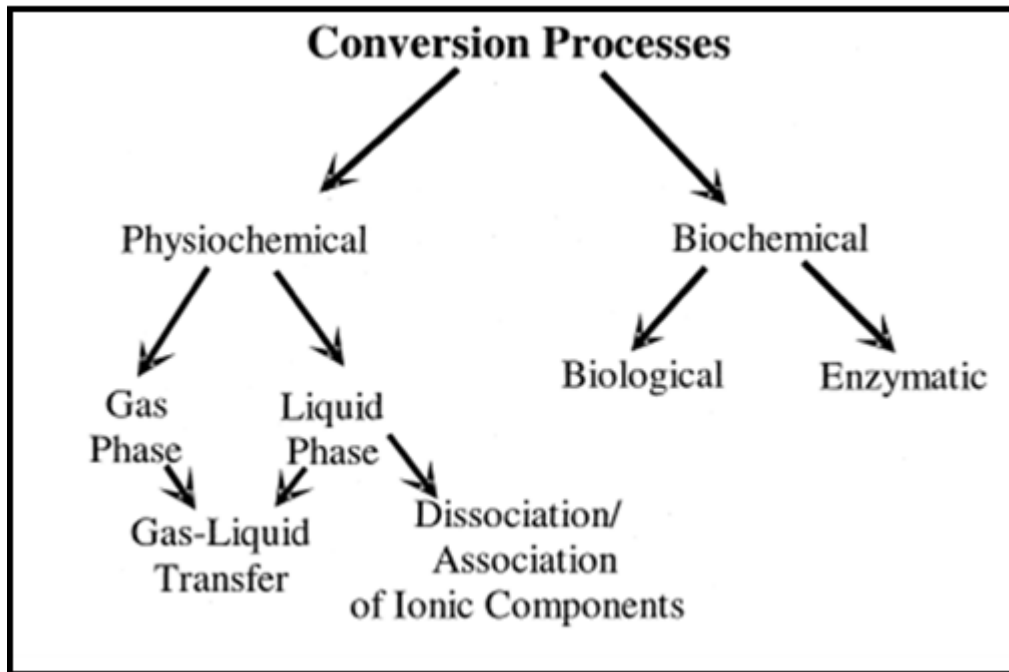 Conversion Processes
Physiochemical
Biochemical
Biological
Enzymatic
Gas
Phase
Liquid
Phase
Gas-Liquid
Transfer
Dissociation/
Association
of Ionic Components